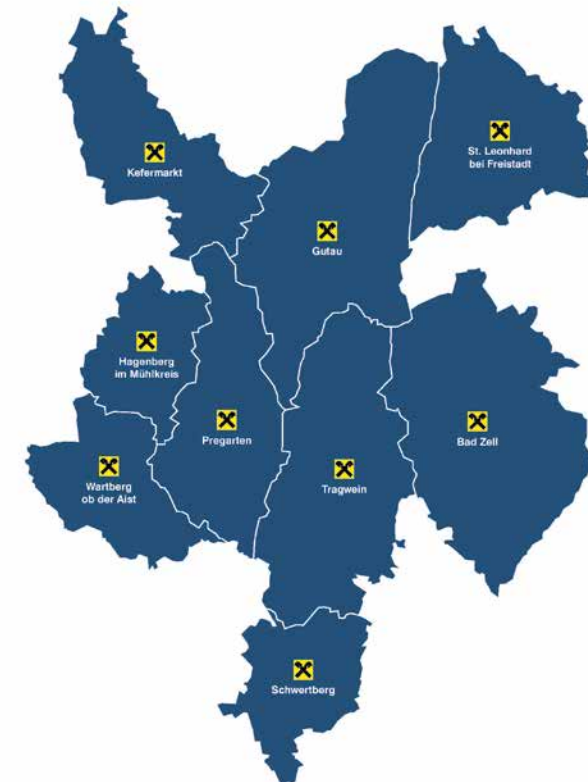 St. Leonhard
bei Freistadt
Kefermarkt
Gutau
Hagenberg
im Mühlkreis
Pregarten
Bad Zell
Wartberg
ob der Aist
Tragwein
Schwertberg